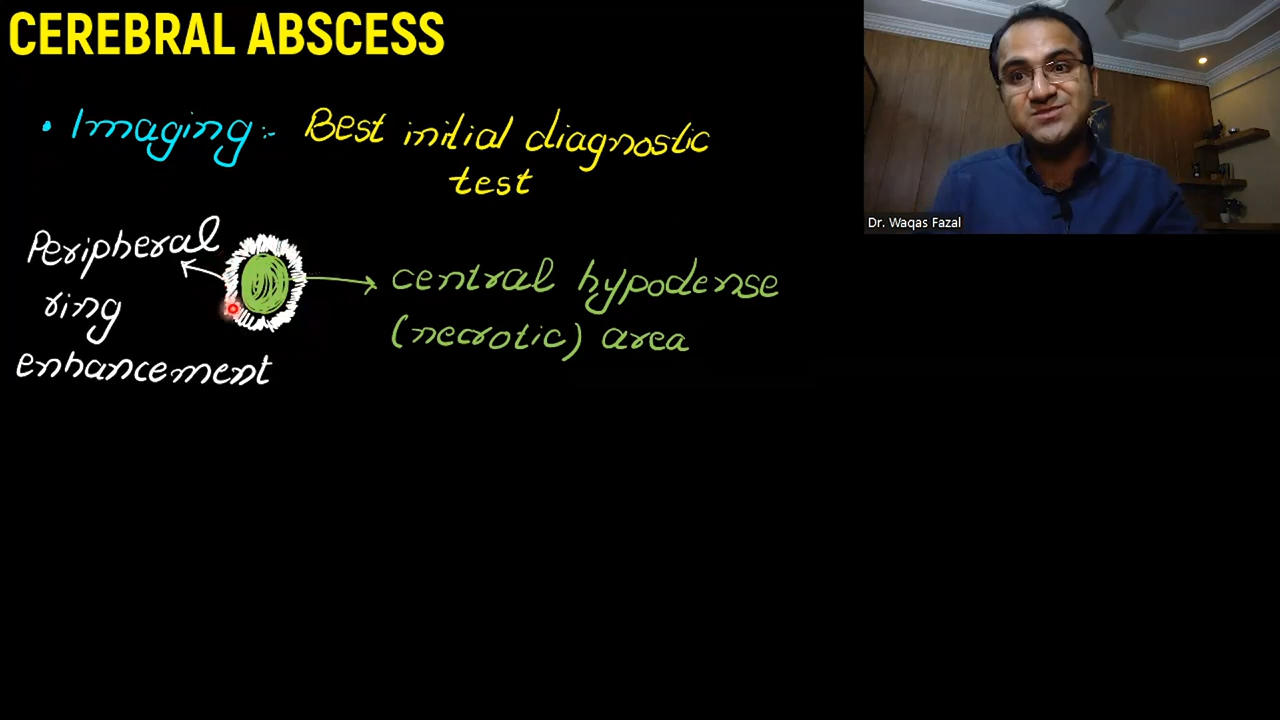 CEREBRAL ABSCESS
• Imaging :- Best initial diagnostic
test
Peripheral
ring
enhancement
central hypodense
(necrotic) area
Dr. Waqas Fazal